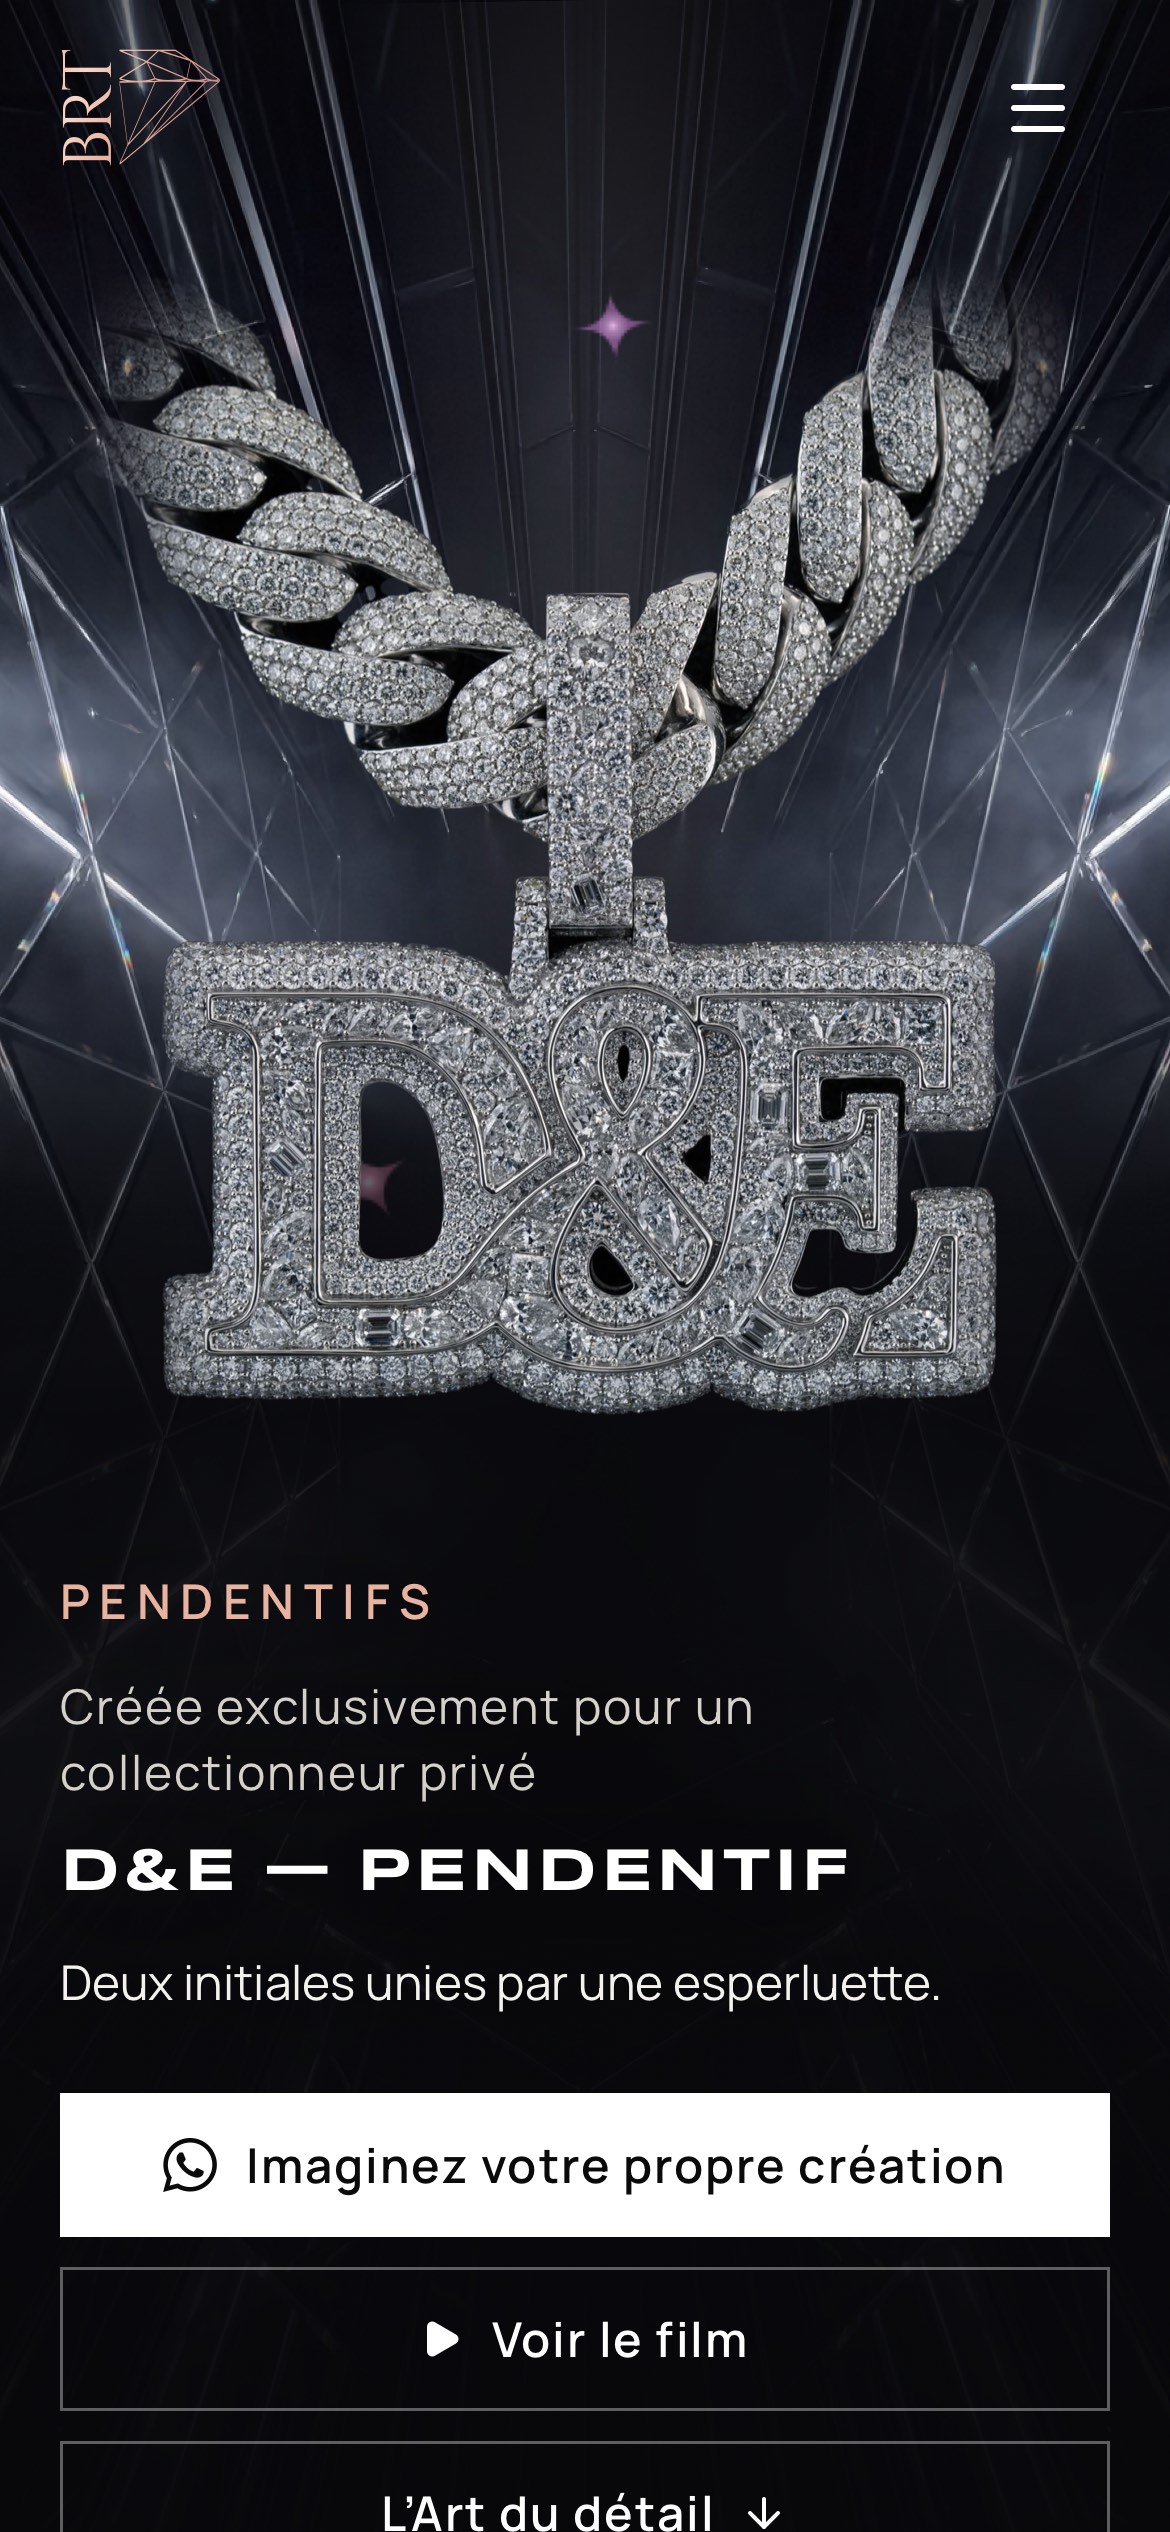 BRT
D&E
PENDENTIFS
Créée exclusivement pour un
collectionneur privé
D&E — PENDENTIF
Deux initiales unies par une esperluette.
Imaginez votre propre création
Voir le film
L’Art du détail ↓